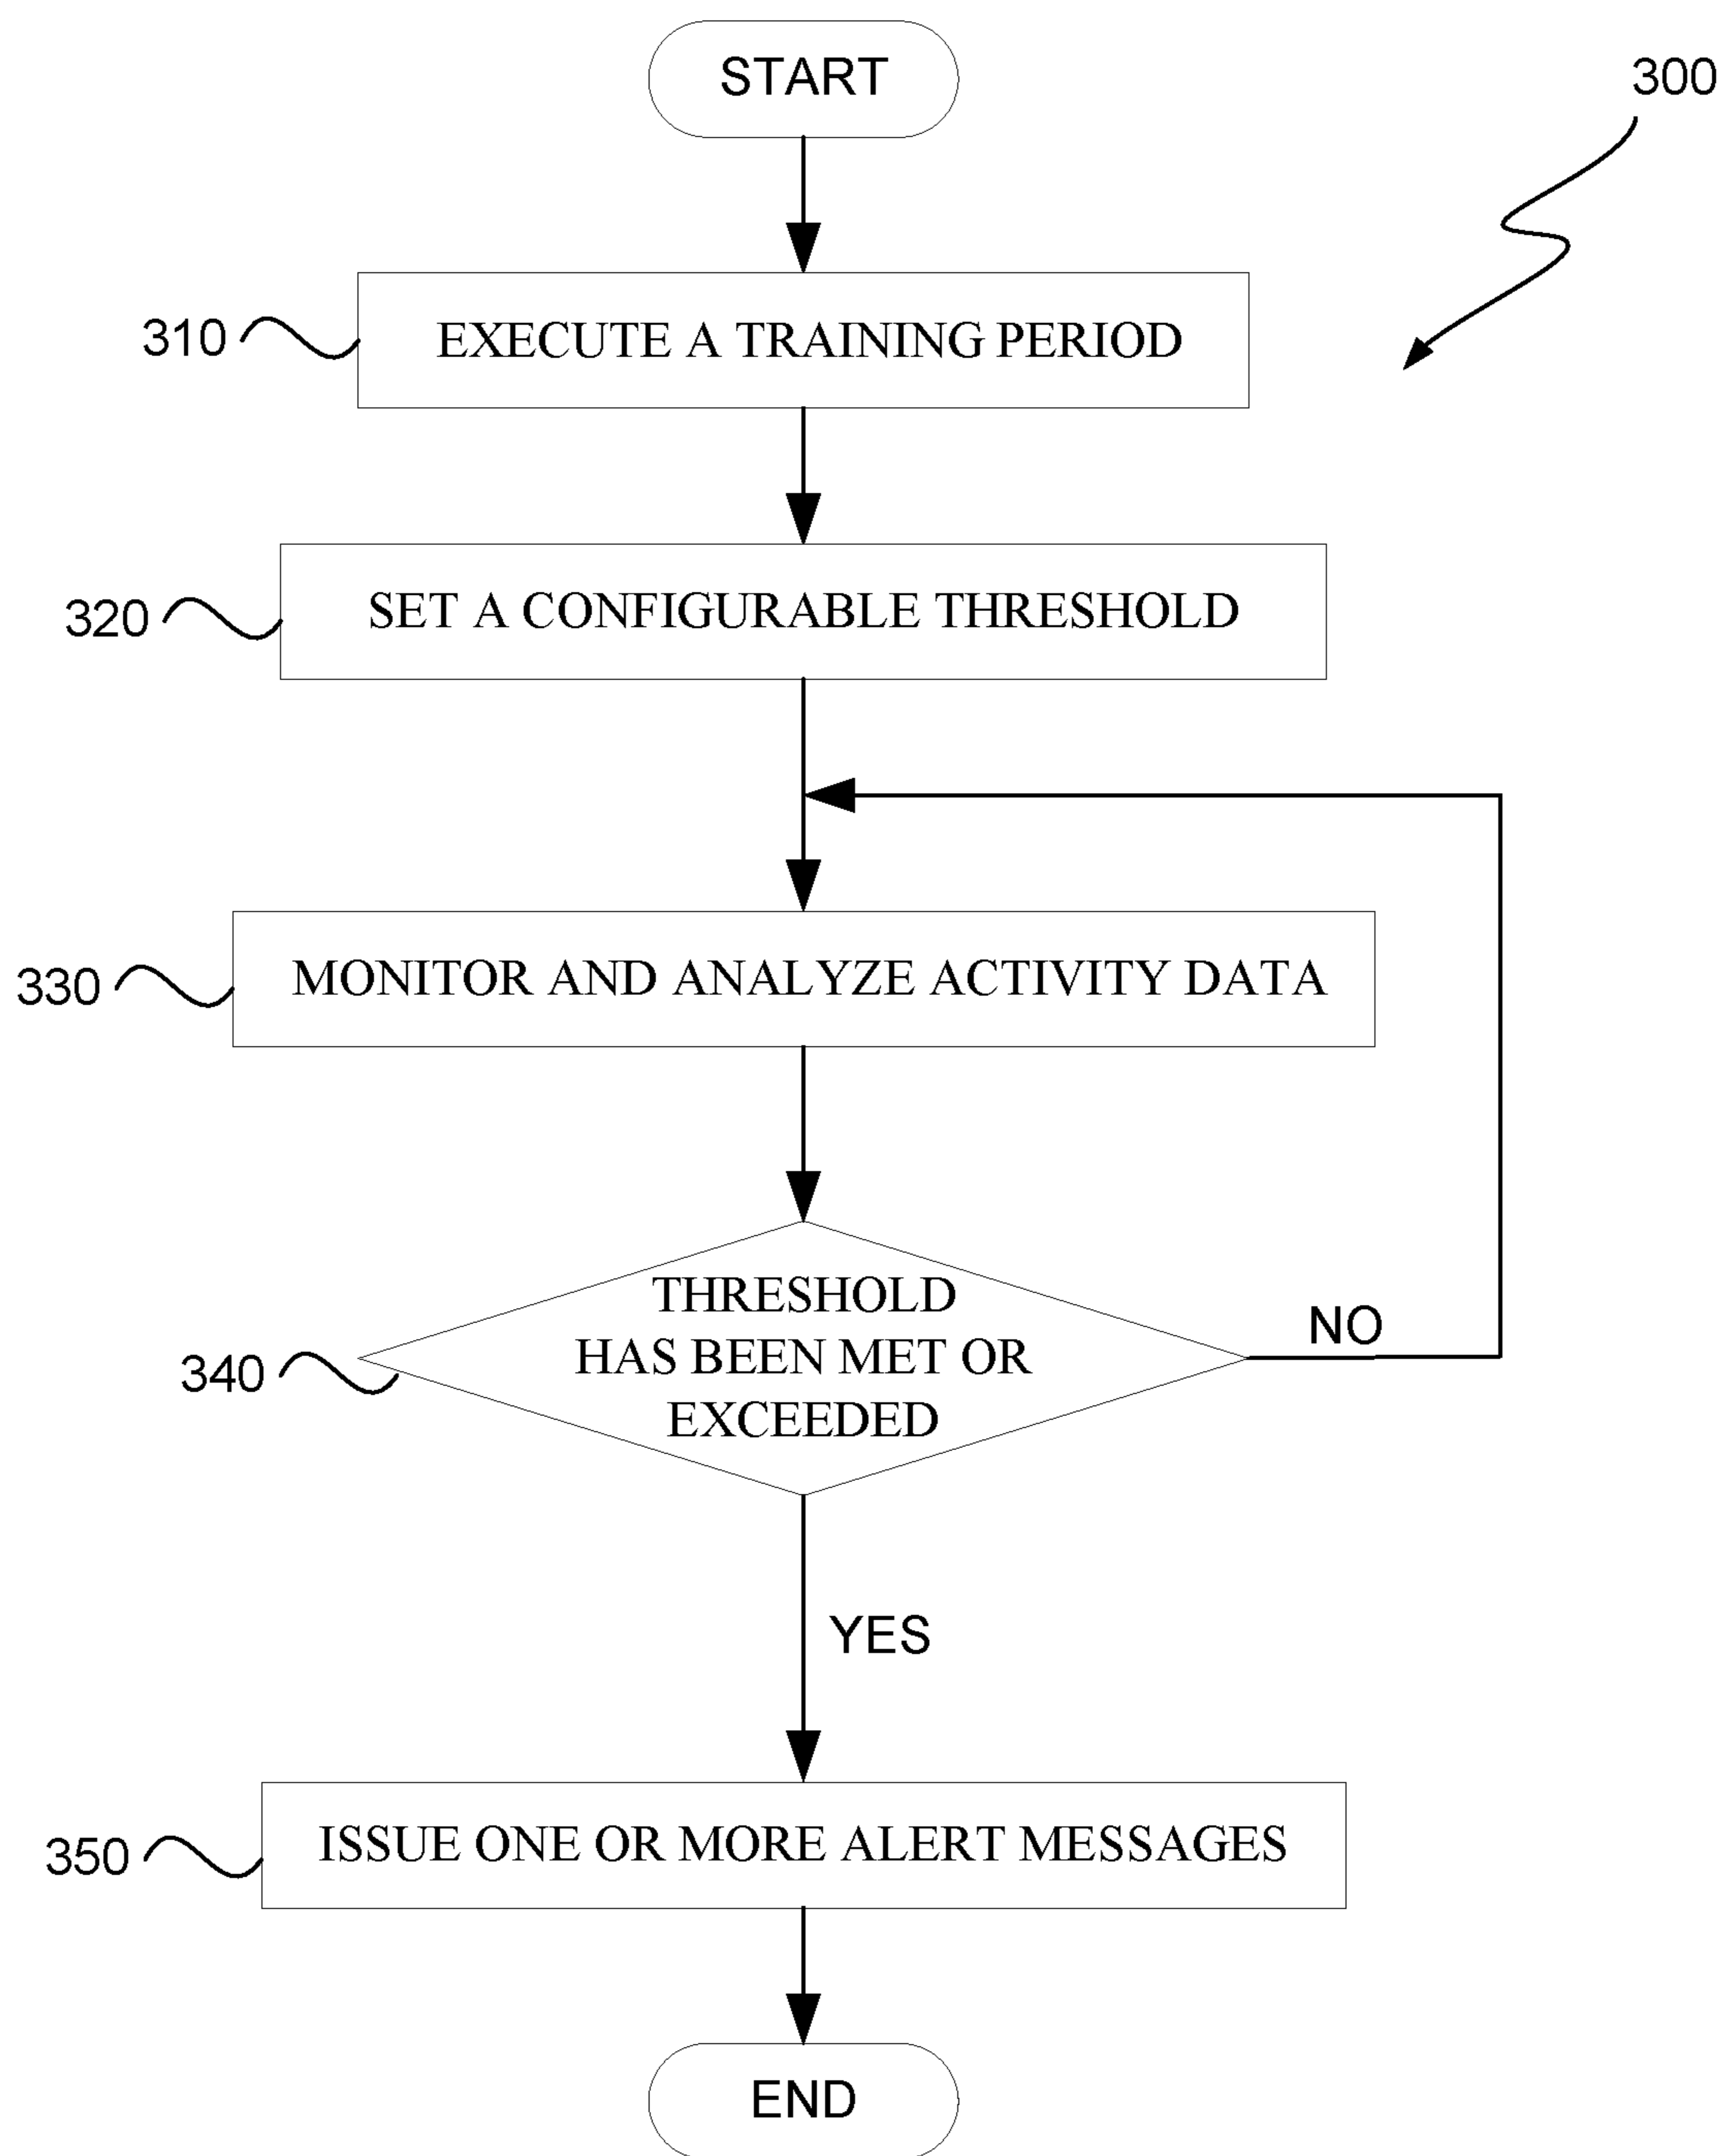 START
300
310
EXECUTE A TRAINING PERIOD
320
SET A CONFIGURABLE THRESHOLD
330
MONITOR AND ANALYZE ACTIVITY DATA
340
THRESHOLD
HAS BEEN MET OR
EXCEEDED
NO
YES
350
ISSUE ONE OR MORE ALERT MESSAGES
END